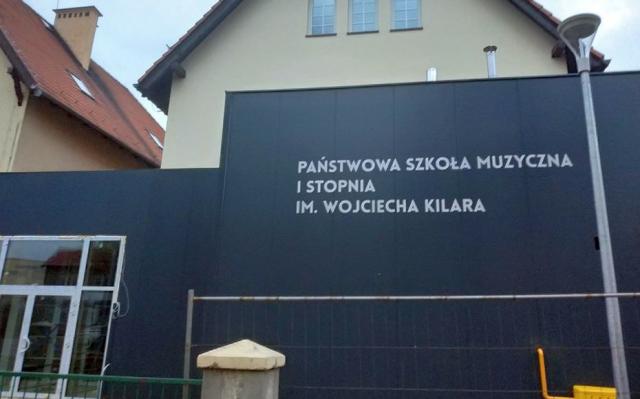 PAŃSTWOWA SZKOŁA MUZYCZNA
I STOPNIA
IM. WOJCIECHA KILARA